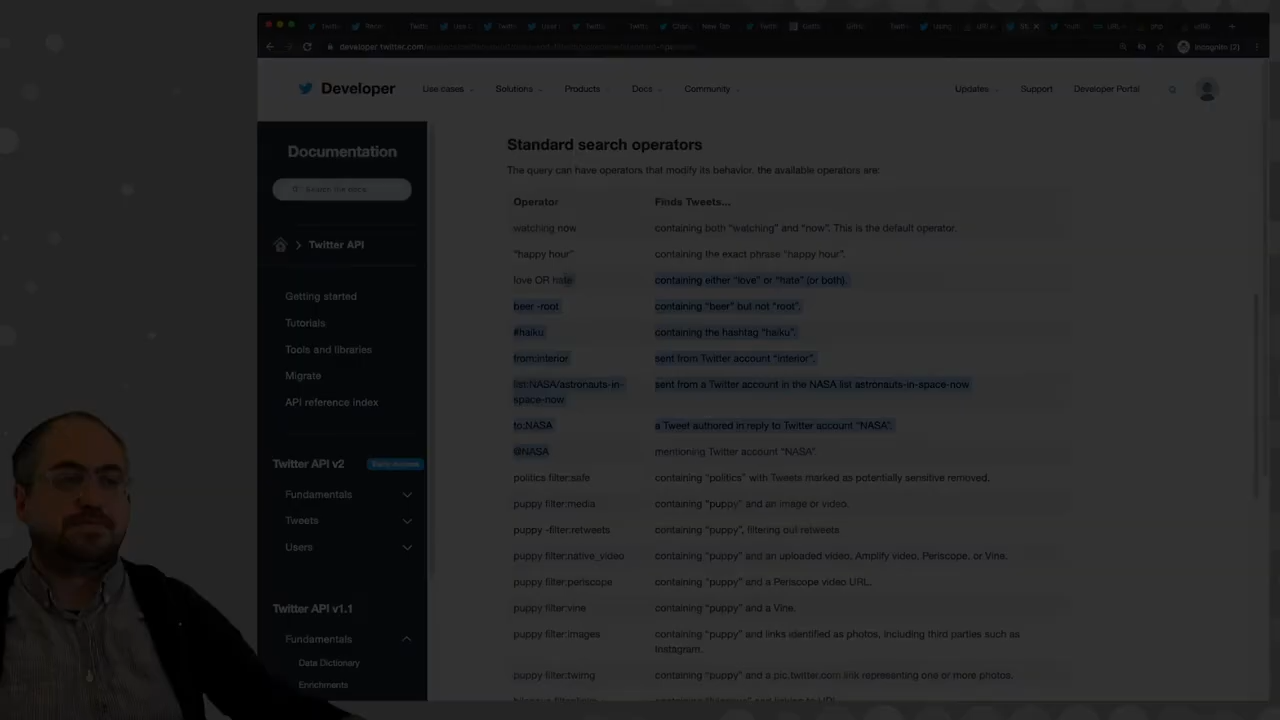 developer.twitter.com
Incognito (2)
Developer
Use cases
Solutions
Products
Docs
Community
Updates
Support
Developer Portal
Documentation
Search the docs
Twitter API
Getting started
Tutorials
Tools and libraries
Migrate
API reference index
Twitter API v2
Early Access
Fundamentals
Tweets
Users
Twitter API v1.1
Fundamentals
Data Dictionary
Enrichments
Standard search operators
The query can have operators that modify its behavior, the available operators are:
Operator Finds Tweets...
watching now containing both “watching” and “now”. This is the default operator.
“happy hour” containing the exact phrase “happy hour”.
love OR hate containing either “love” or “hate” (or both).
beer -root containing “beer” but not “root”.
#haiku containing the hashtag “haiku”.
from:interior sent from Twitter account “interior”.
list:NASA/astronauts-in-space-now sent from a Twitter account in the NASA list astronauts-in-space-now
to:NASA a Tweet authored in reply to Twitter account “NASA”.
@NASA mentioning Twitter account “NASA”.
politics filter:safe containing “politics” with Tweets marked as potentially sensitive removed.
puppy filter:media containing “puppy” and an image or video.
puppy -filter:retweets containing “puppy”, filtering out retweets
puppy filter:native_video containing “puppy” and an uploaded video, Amplify video, Periscope, or Vine.
puppy filter:periscope containing “puppy” and a Periscope video URL.
puppy filter:vine containing “puppy” and a Vine.
puppy filter:images containing “puppy” and links identified as photos, including third parties such as
Instagram.
puppy filter:twimg containing “puppy” and a pic.twitter.com link representing one or more photos.